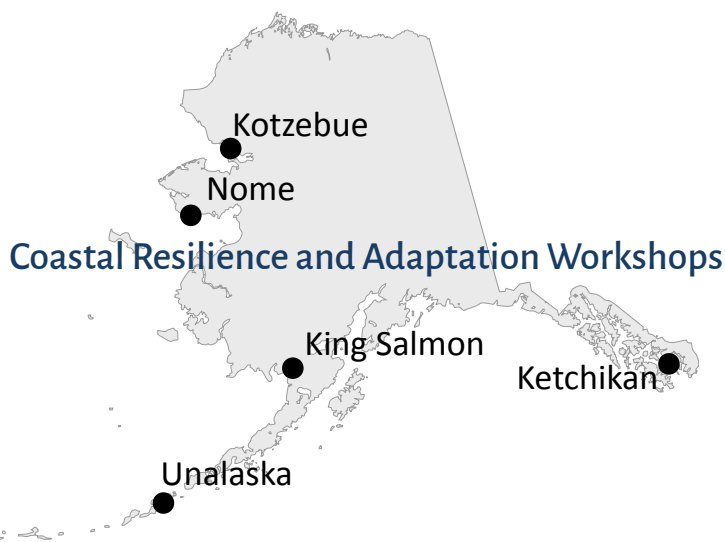 Kotzebue
Nome
Coastal Resilience and Adaptation Workshops
King Salmon
Ketchikan
Unalaska